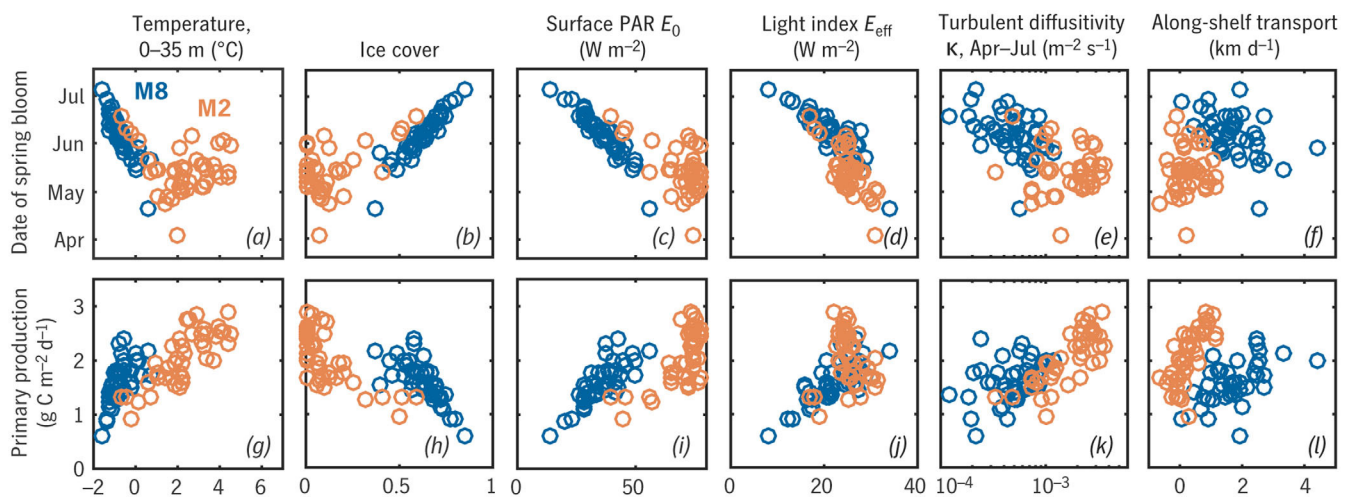 Temperature,
0–35 m (°C)
Ice cover
Surface PAR E₀
(W m⁻²)
Light index Eeff
(W m⁻²)
Turbulent diffusitivity
κ, Apr–Jul (m⁻² s⁻¹)
Along-shelf transport
(km d⁻¹)
Date of spring bloom
Jul
Jun
May
Apr
M8
M2
(a)
(b)
(c)
(d)
(e)
(f)
Primary production
(g C m⁻² d⁻¹)
3
2
1
0
(g)
(h)
(i)
(j)
(k)
(l)
−2 0 2 4 6
0 0.5 1
0 50
0 20 40
10⁻⁴ 10⁻³
0 2 4